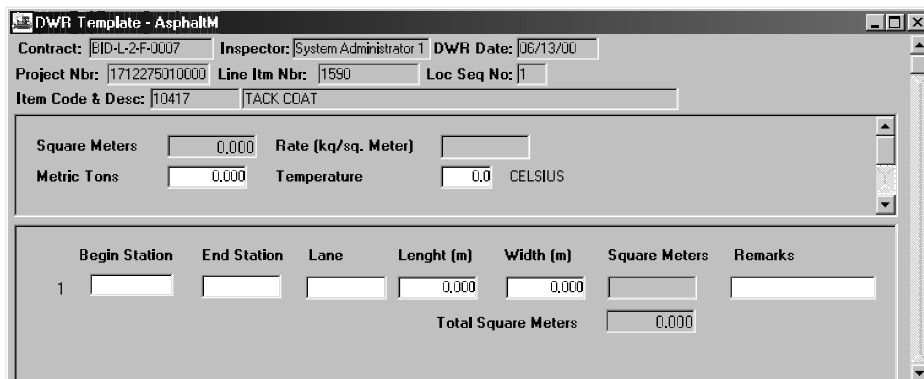 DWR Template - AsphaltM
Contract: BID-L-2-F-0007 Inspector: System Administrator 1 DWR Date: 06/13/00
Project Nbr: 1712275010000 Line Itm Nbr: 1590 Loc Seq No: 1
Item Code & Desc: 10417 TACK COAT
Square Meters 0.000 Rate (kq/sq. Meter)
Metric Tons 0.000 Temperature 0.0 CELSIUS
Begin Station End Station Lane Lenght (m) Width (m) Square Meters Remarks
1 0.000 0.000
Total Square Meters 0.000